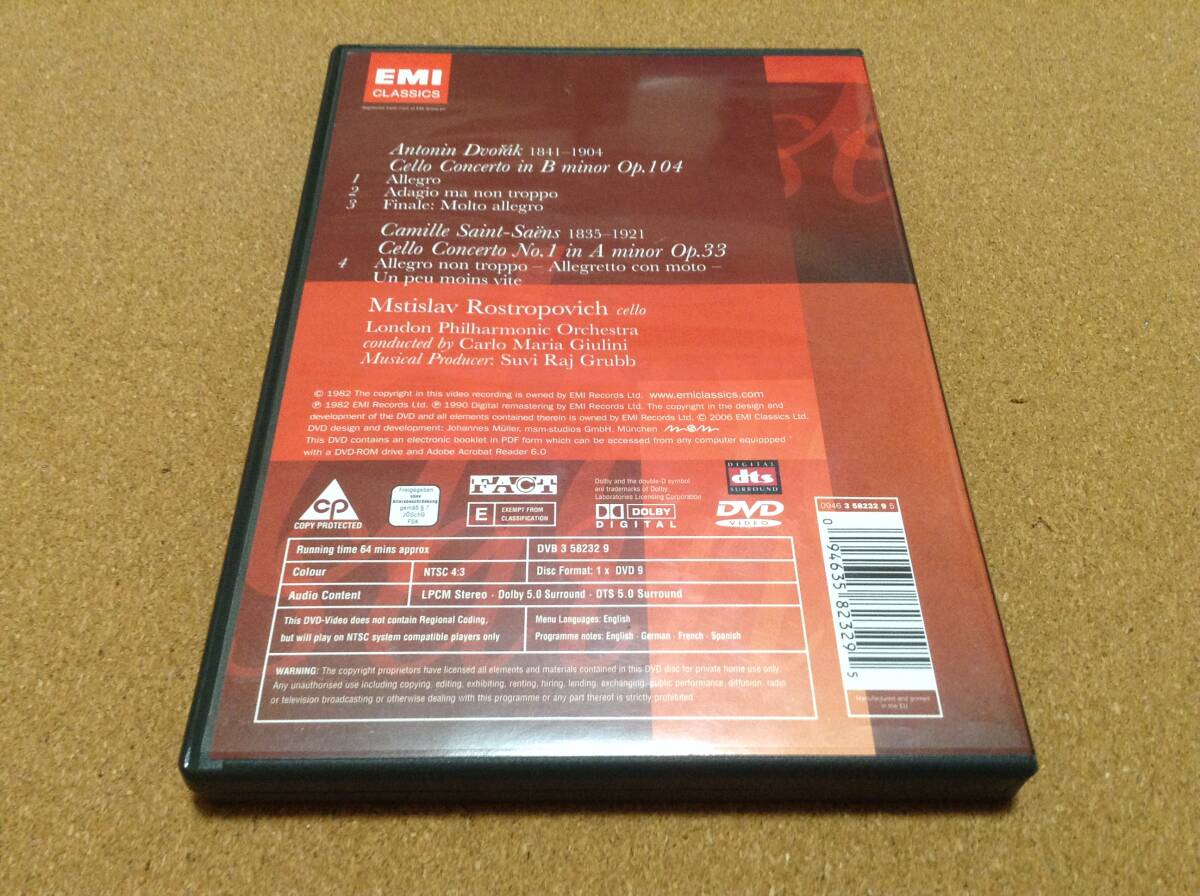 EMI
CLASSICS
Antonin Dvořák 1841–1904
Cello Concerto in B minor Op.104
1 Allegro
2 Adagio ma non troppo
3 Finale: Molto allegro
Camille Saint-Saëns 1835–1921
Cello Concerto No.1 in A minor Op.33
4 Allegro non troppo – Allegretto con moto –
Un peu moins vite
Mstislav Rostropovich cello
London Philharmonic Orchestra
conducted by Carlo Maria Giulini
Musical Producer: Suvi Raj Grubb
© 1982 The copyright in this video recording is owned by EMI Records Ltd. www.emiclassics.com
℗ 1982 EMI Records Ltd. ℗ 1990 Digital remastering by EMI Records Ltd. The copyright in the design and
development of the DVD and all elements contained therein is owned by EMI Records Ltd. © 2006 EMI Classics Ltd.
DVD design and development: Johannes Müller, msm-studios GmbH, München msm
This DVD contains an electronic booklet in PDF form which can be accessed from any computer equippped
with a DVD-ROM drive and Adobe Acrobat Reader 6.0
CP
COPY PROTECTED
Freigegeben
ohne
Altersbeschränkung
gemäß § 7
JÖSchG
FSK
FACT
E EXEMPT FROM
CLASSIFICATION
Dolby and the double-D symbol
are trademarks of Dolby
Laboratories Licensing Corporation
DOLBY
DIGITAL
DIGITAL
dts
SURROUND
DVD
VIDEO
Running time 64 mins approx DVB 3 58232 9
Colour NTSC 4:3 Disc Format: 1 x DVD 9
Audio Content LPCM Stereo · Dolby 5.0 Surround · DTS 5.0 Surround
This DVD-Video does not contain Regional Coding,
but will play on NTSC system compatible players only
Menu Languages: English
Programme notes: English · German · French · Spanish
WARNING: The copyright proprietors have licensed all elements and materials contained in this DVD disc for private home use only.
Any unauthorised use including copying, editing, exhibiting, renting, hiring, lending, exchanging, public performance, diffusion, radio
or television broadcasting or otherwise dealing with this programme or any part thereof is strictly prohibited
0946 3 58232 9 5
0 94635 82329 5
Manufactured and printed
in the EU